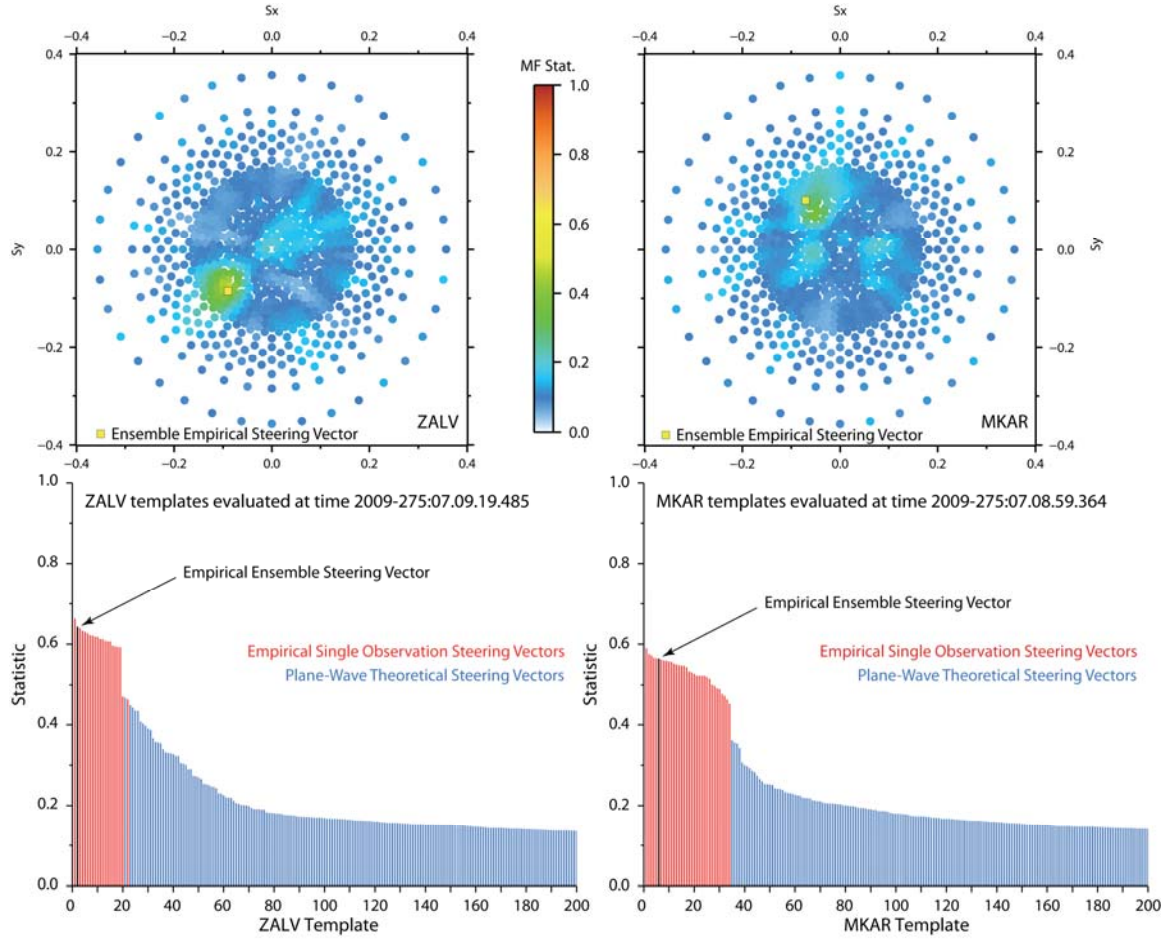 Sx
−0.4 −0.2 0.0 0.2 0.4
0.4
0.2
0.0
−0.2
−0.4
Sy
ZALV
Ensemble Empirical Steering Vector
−0.4 −0.2 0.0 0.2 0.4
MF Stat.
1.0
0.8
0.6
0.4
0.2
0.0
Sx
−0.4 −0.2 0.0 0.2 0.4
0.4
0.2
0.0
−0.2
−0.4
Sy
MKAR
Ensemble Empirical Steering Vector
−0.4 −0.2 0.0 0.2 0.4
1.0
0.8
0.6
0.4
0.2
0.0
Statistic
ZALV templates evaluated at time 2009-275:07.09.19.485
Empirical Ensemble Steering Vector
Empirical Single Observation Steering Vectors
Plane-Wave Theoretical Steering Vectors
0 20 40 60 80 100 120 140 160 180 200
ZALV Template
1.0
0.8
0.6
0.4
0.2
0.0
Statistic
MKAR templates evaluated at time 2009-275:07.08.59.364
Empirical Ensemble Steering Vector
Empirical Single Observation Steering Vectors
Plane-Wave Theoretical Steering Vectors
0 20 40 60 80 100 120 140 160 180 200
MKAR Template